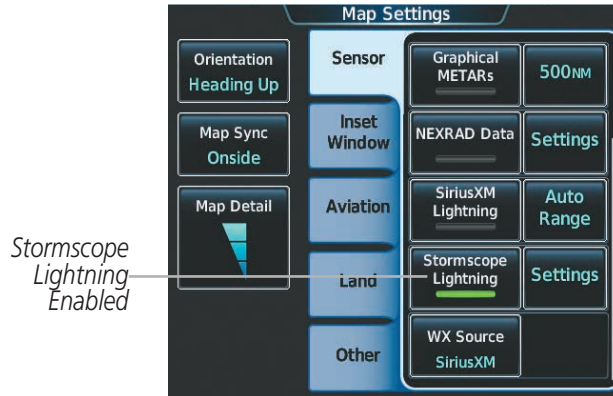 Map Settings
Orientation
Heading Up
Map Sync
Onside
Map Detail
Sensor
Inset
Window
Aviation
Land
Other
Graphical
METARs
500NM
NEXRAD Data
Settings
SiriusXM
Lightning
Auto
Range
Stormscope
Lightning
Settings
WX Source
SiriusXM
Stormscope
Lightning
Enabled